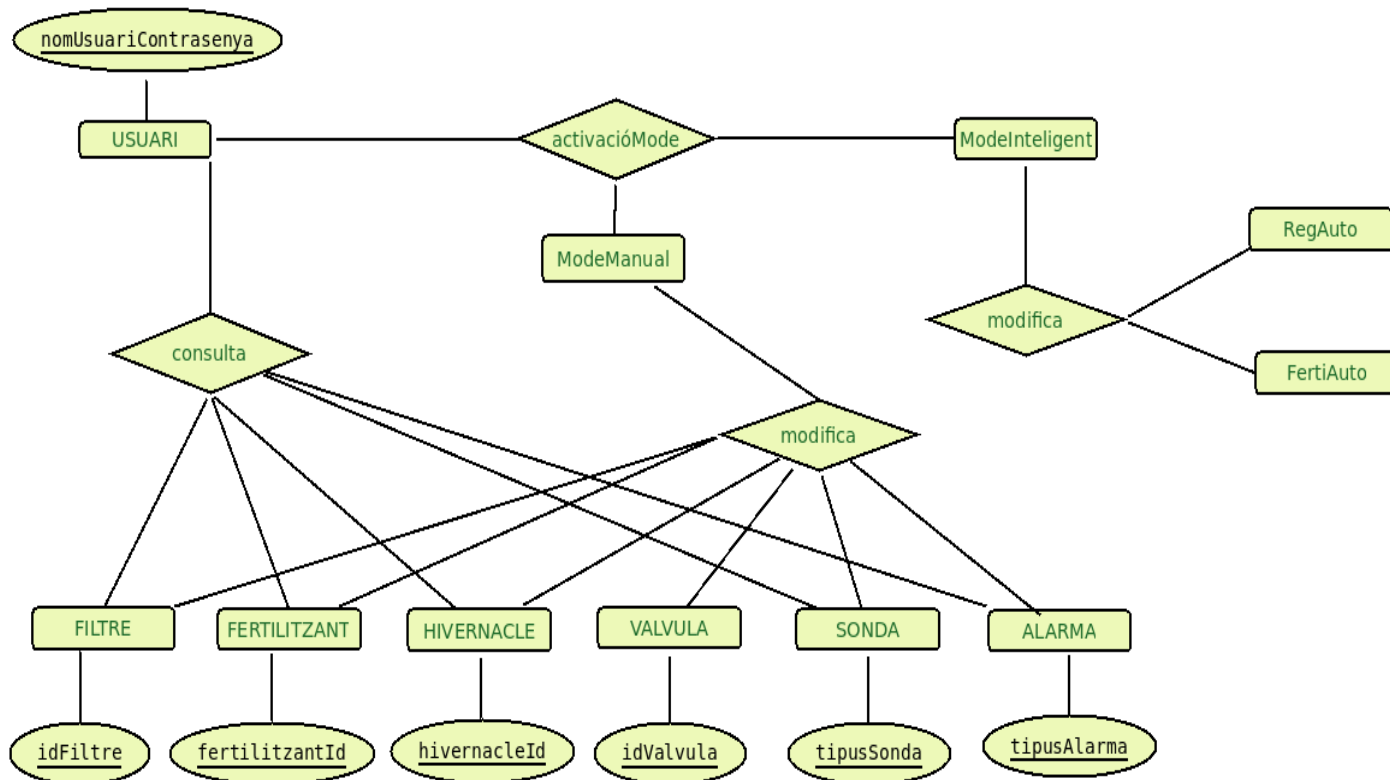 nomUsuariContrasenya
USUARI
activacióMode
ModeInteligent
RegAuto
ModeManual
modifica
consulta
FertiAuto
modifica
FILTRE
FERTILITZANT
HIVERNACLE
VALVULA
SONDA
ALARMA
idFiltre
fertilitzantId
hivernacleId
idValvula
tipusSonda
tipusAlarma